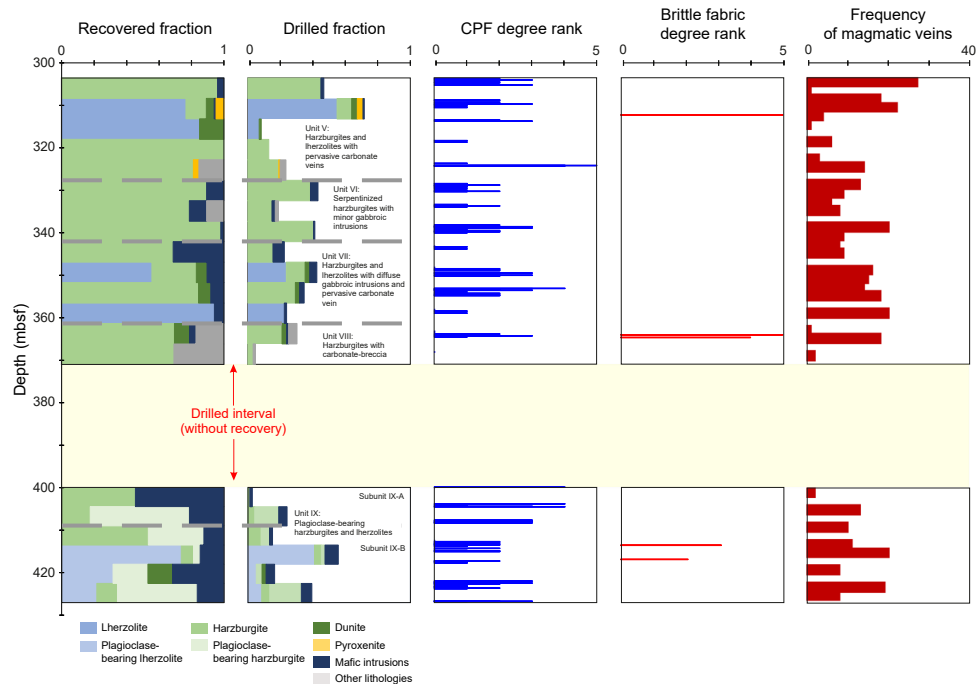 Recovered fraction
Drilled fraction
CPF degree rank
Brittle fabric
degree rank
Frequency
of magmatic veins
0 1
0 1
0 5
0 5
0 40
Depth (mbsf)
300
320
340
360
380
400
420
Unit V:
Harzburgites and
lherzolites with
pervasive carbonate
veins
Unit VI:
Serpentinized
harzburgites with
minor gabbroic
intrusions
Unit VII:
Harzburgites and
lherzolites with diffuse
gabbroic intrusions and
pervasive carbonate
vein
Unit VIII:
Harzburgites with
carbonate-breccia
Drilled interval
(without recovery)
Subunit IX-A
Unit IX:
Plagioclase-bearing
harzburgites and lherzolites
Subunit IX-B
Lherzolite
Harzburgite
Dunite
Plagioclase-
bearing lherzolite
Plagioclase-
bearing harzburgite
Pyroxenite
Mafic intrusions
Other lithologies